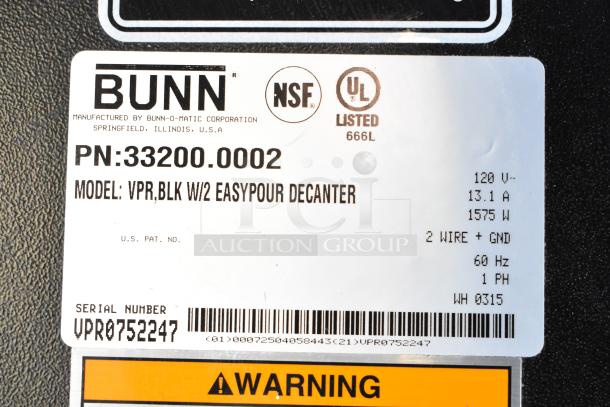 BUNN®
MANUFACTURED BY BUNN-O-MATIC CORPORATION
SPRINGFIELD, ILLINOIS, U.S.A
NSF®
UL®
LISTED
666L
PN:33200.0002
MODEL: VPR,BLK W/2 EASYPOUR DECANTER
120 V~
13.1 A
1575 W
U.S. PAT. NO.
2 WIRE + GND
60 Hz
1 PH
WH 0315
PCI
AUCTION GROUP
SERIAL NUMBER
VPR0752247
(01)00072504058443(21)VPR0752247
WARNING